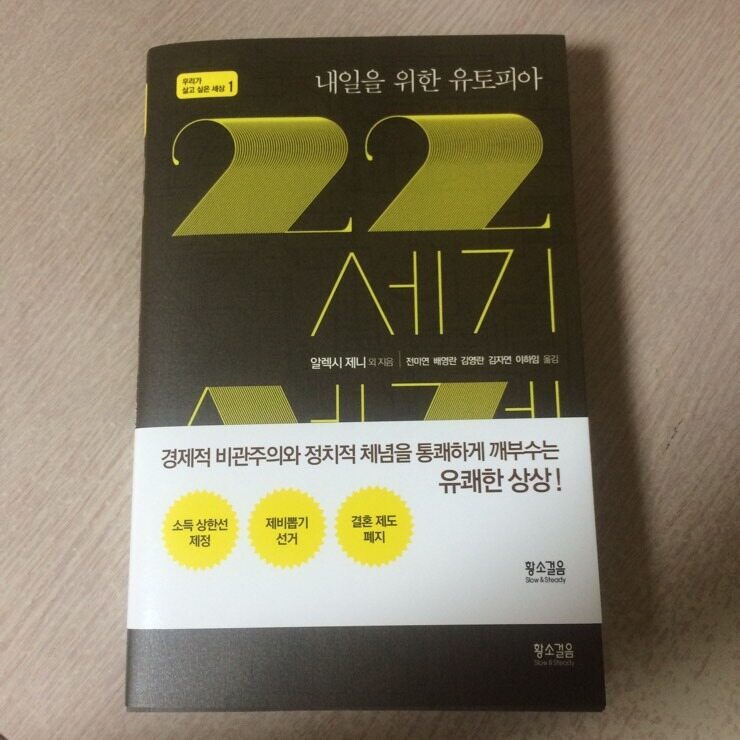 우리가
살고 싶은 세상 1
내일을 위한 유토피아
22
세기
알렉시 제니 외 지음 | 전미연 배영란 김영란 김자연 이하임 옮김
경제적 비관주의와 정치적 체념을 통쾌하게 깨부수는
유쾌한 상상!
소득 상한선
제정
제비뽑기
선거
결혼 제도
폐지
황소걸음
Slow & Steady
황소걸음
Slow & Steady